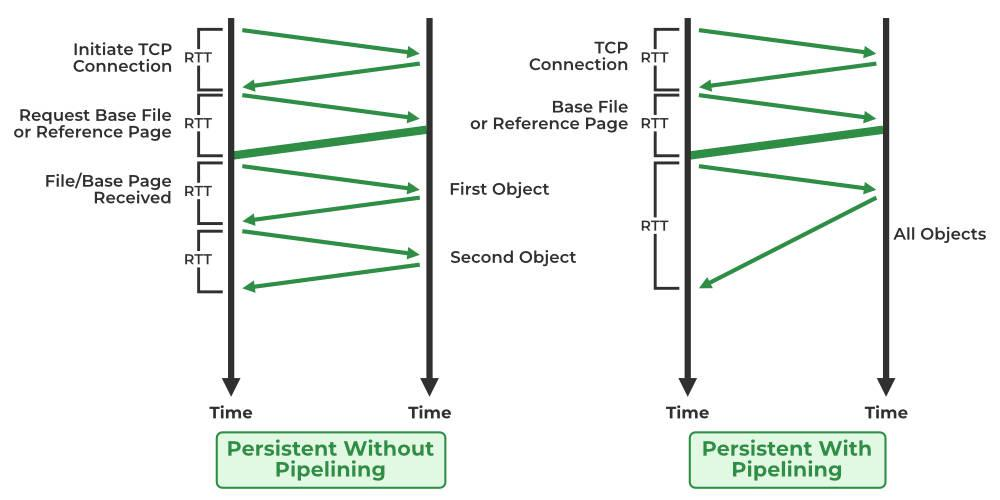 Initiate TCP
Connection
RTT
Request Base File
or Reference Page
RTT
File/Base Page
Received
RTT
RTT
First Object
Second Object
Time
Time
Persistent Without
Pipelining
TCP
Connection
RTT
Base File
or Reference Page
RTT
RTT
All Objects
Time
Time
Persistent With
Pipelining